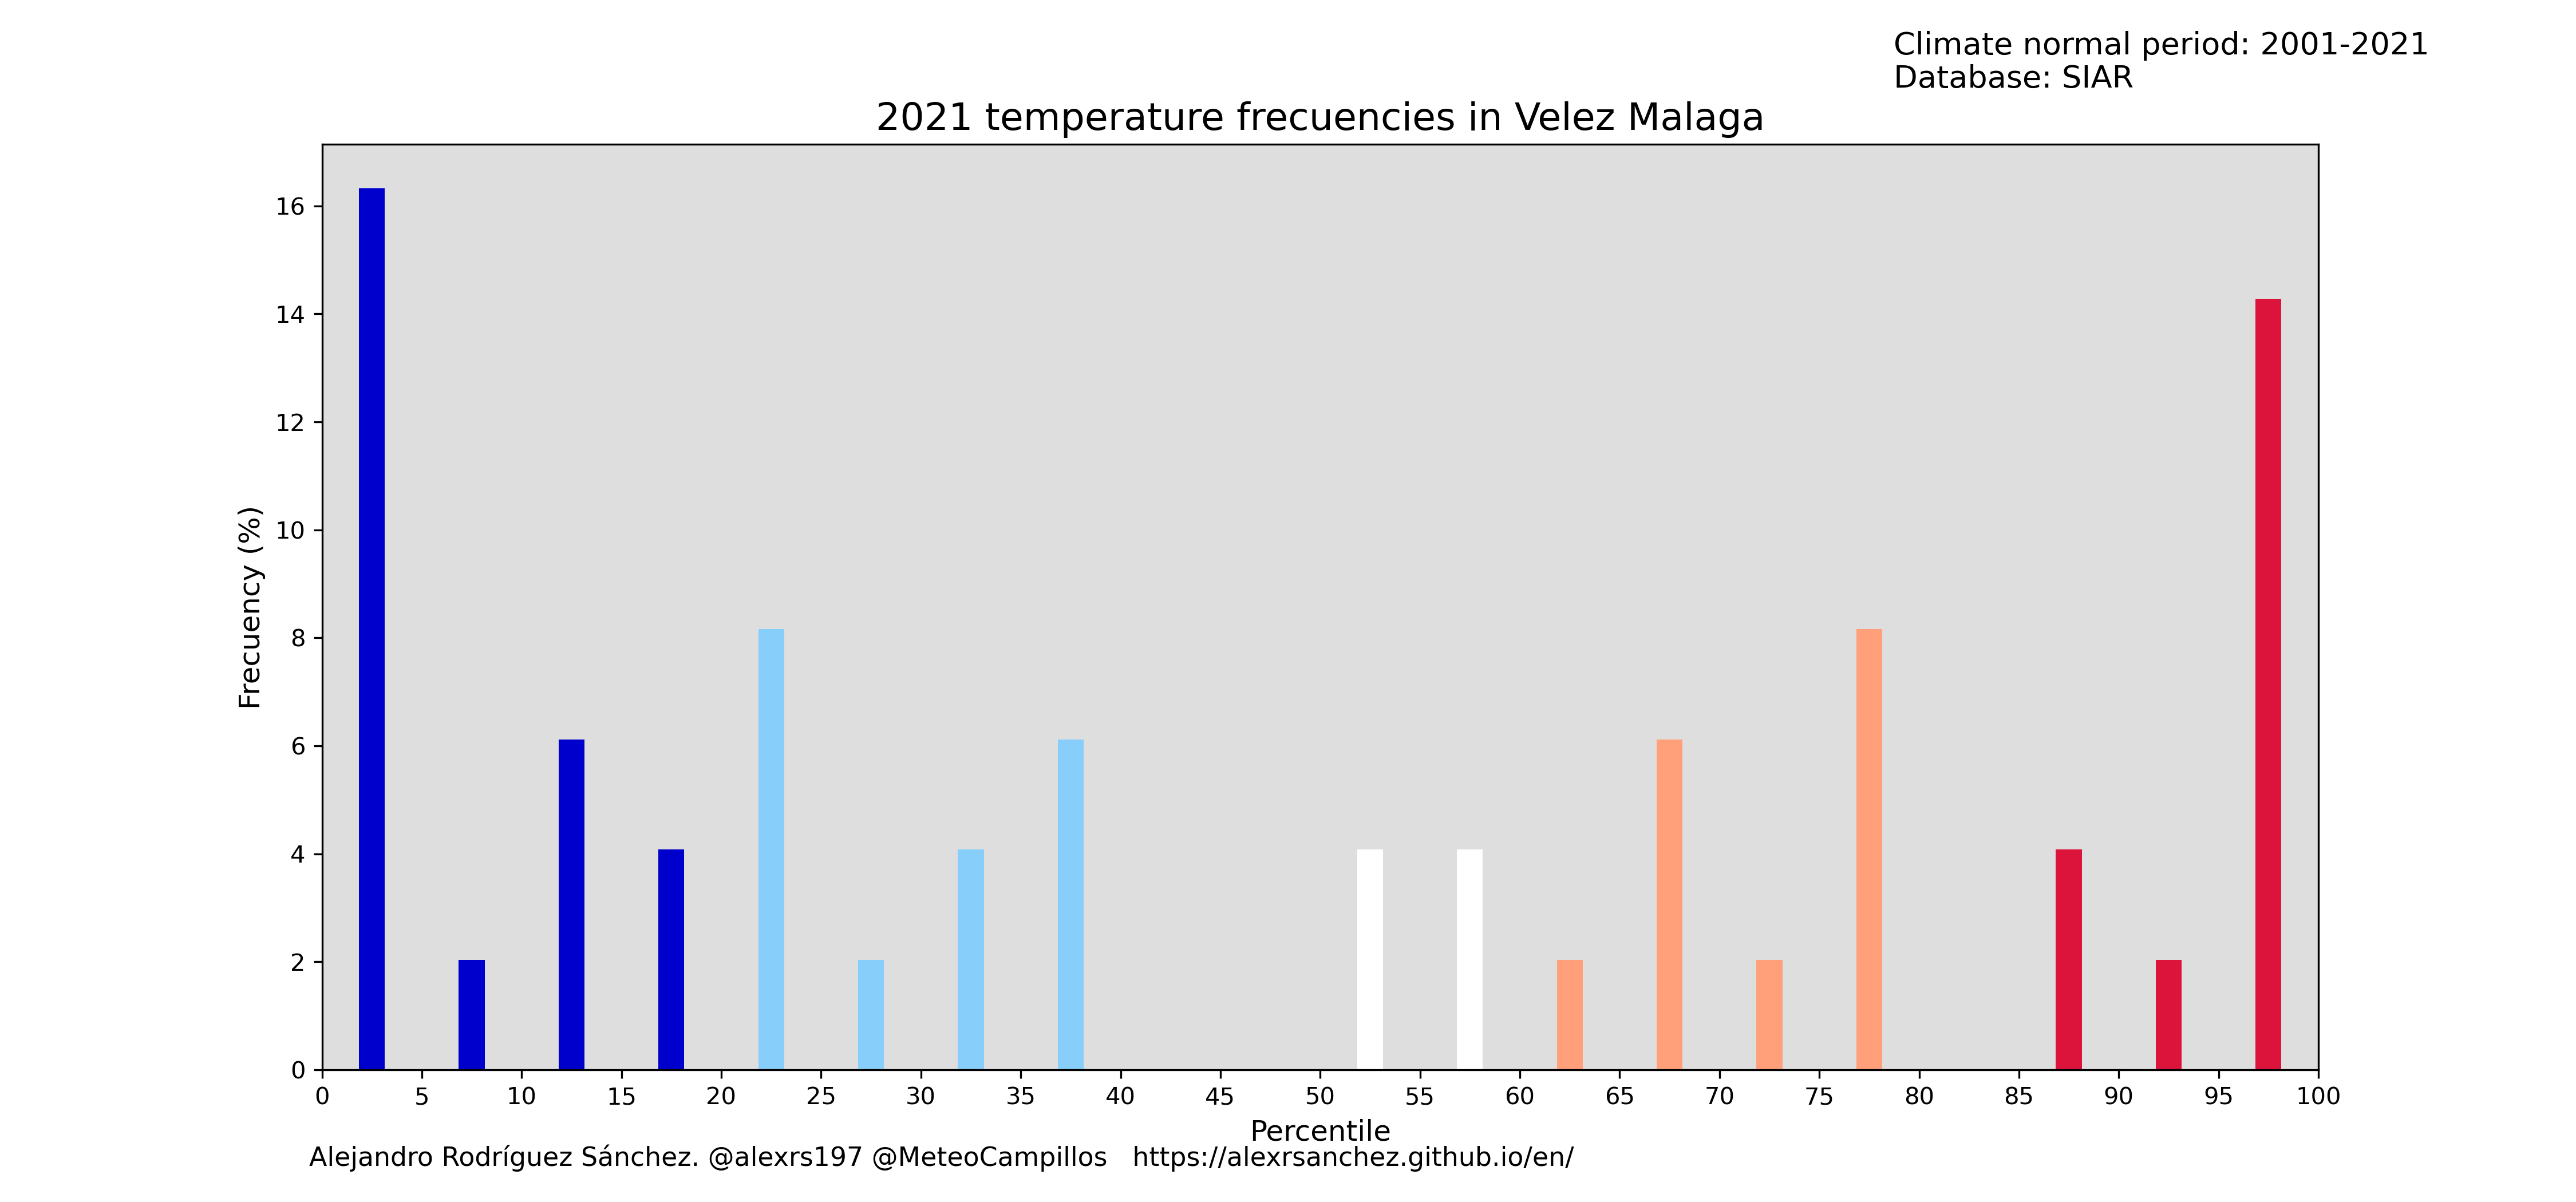 Climate normal period: 2001-2021
Database: SIAR
2021 temperature frecuencies in Velez Malaga
Frecuency (%)
16
14
12
10
8
6
4
2
0
0 5 10 15 20 25 30 35 40 45 50 55 60 65 70 75 80 85 90 95 100
Percentile
Alejandro Rodríguez Sánchez. @alexrs197 @MeteoCampillos https://alexrsanchez.github.io/en/